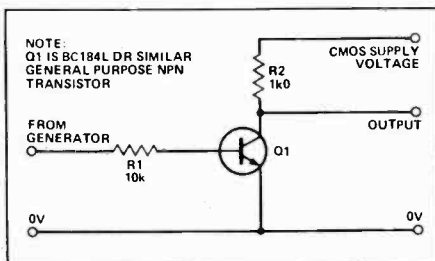 NOTE:
Q1 IS BC184L DR SIMILAR
GENERAL PURPOSE NPN
TRANSISTOR
CMOS SUPPLY
VOLTAGE
R2
1k0
FROM
GENERATOR
OUTPUT
R1
10k
Q1
0V
0V